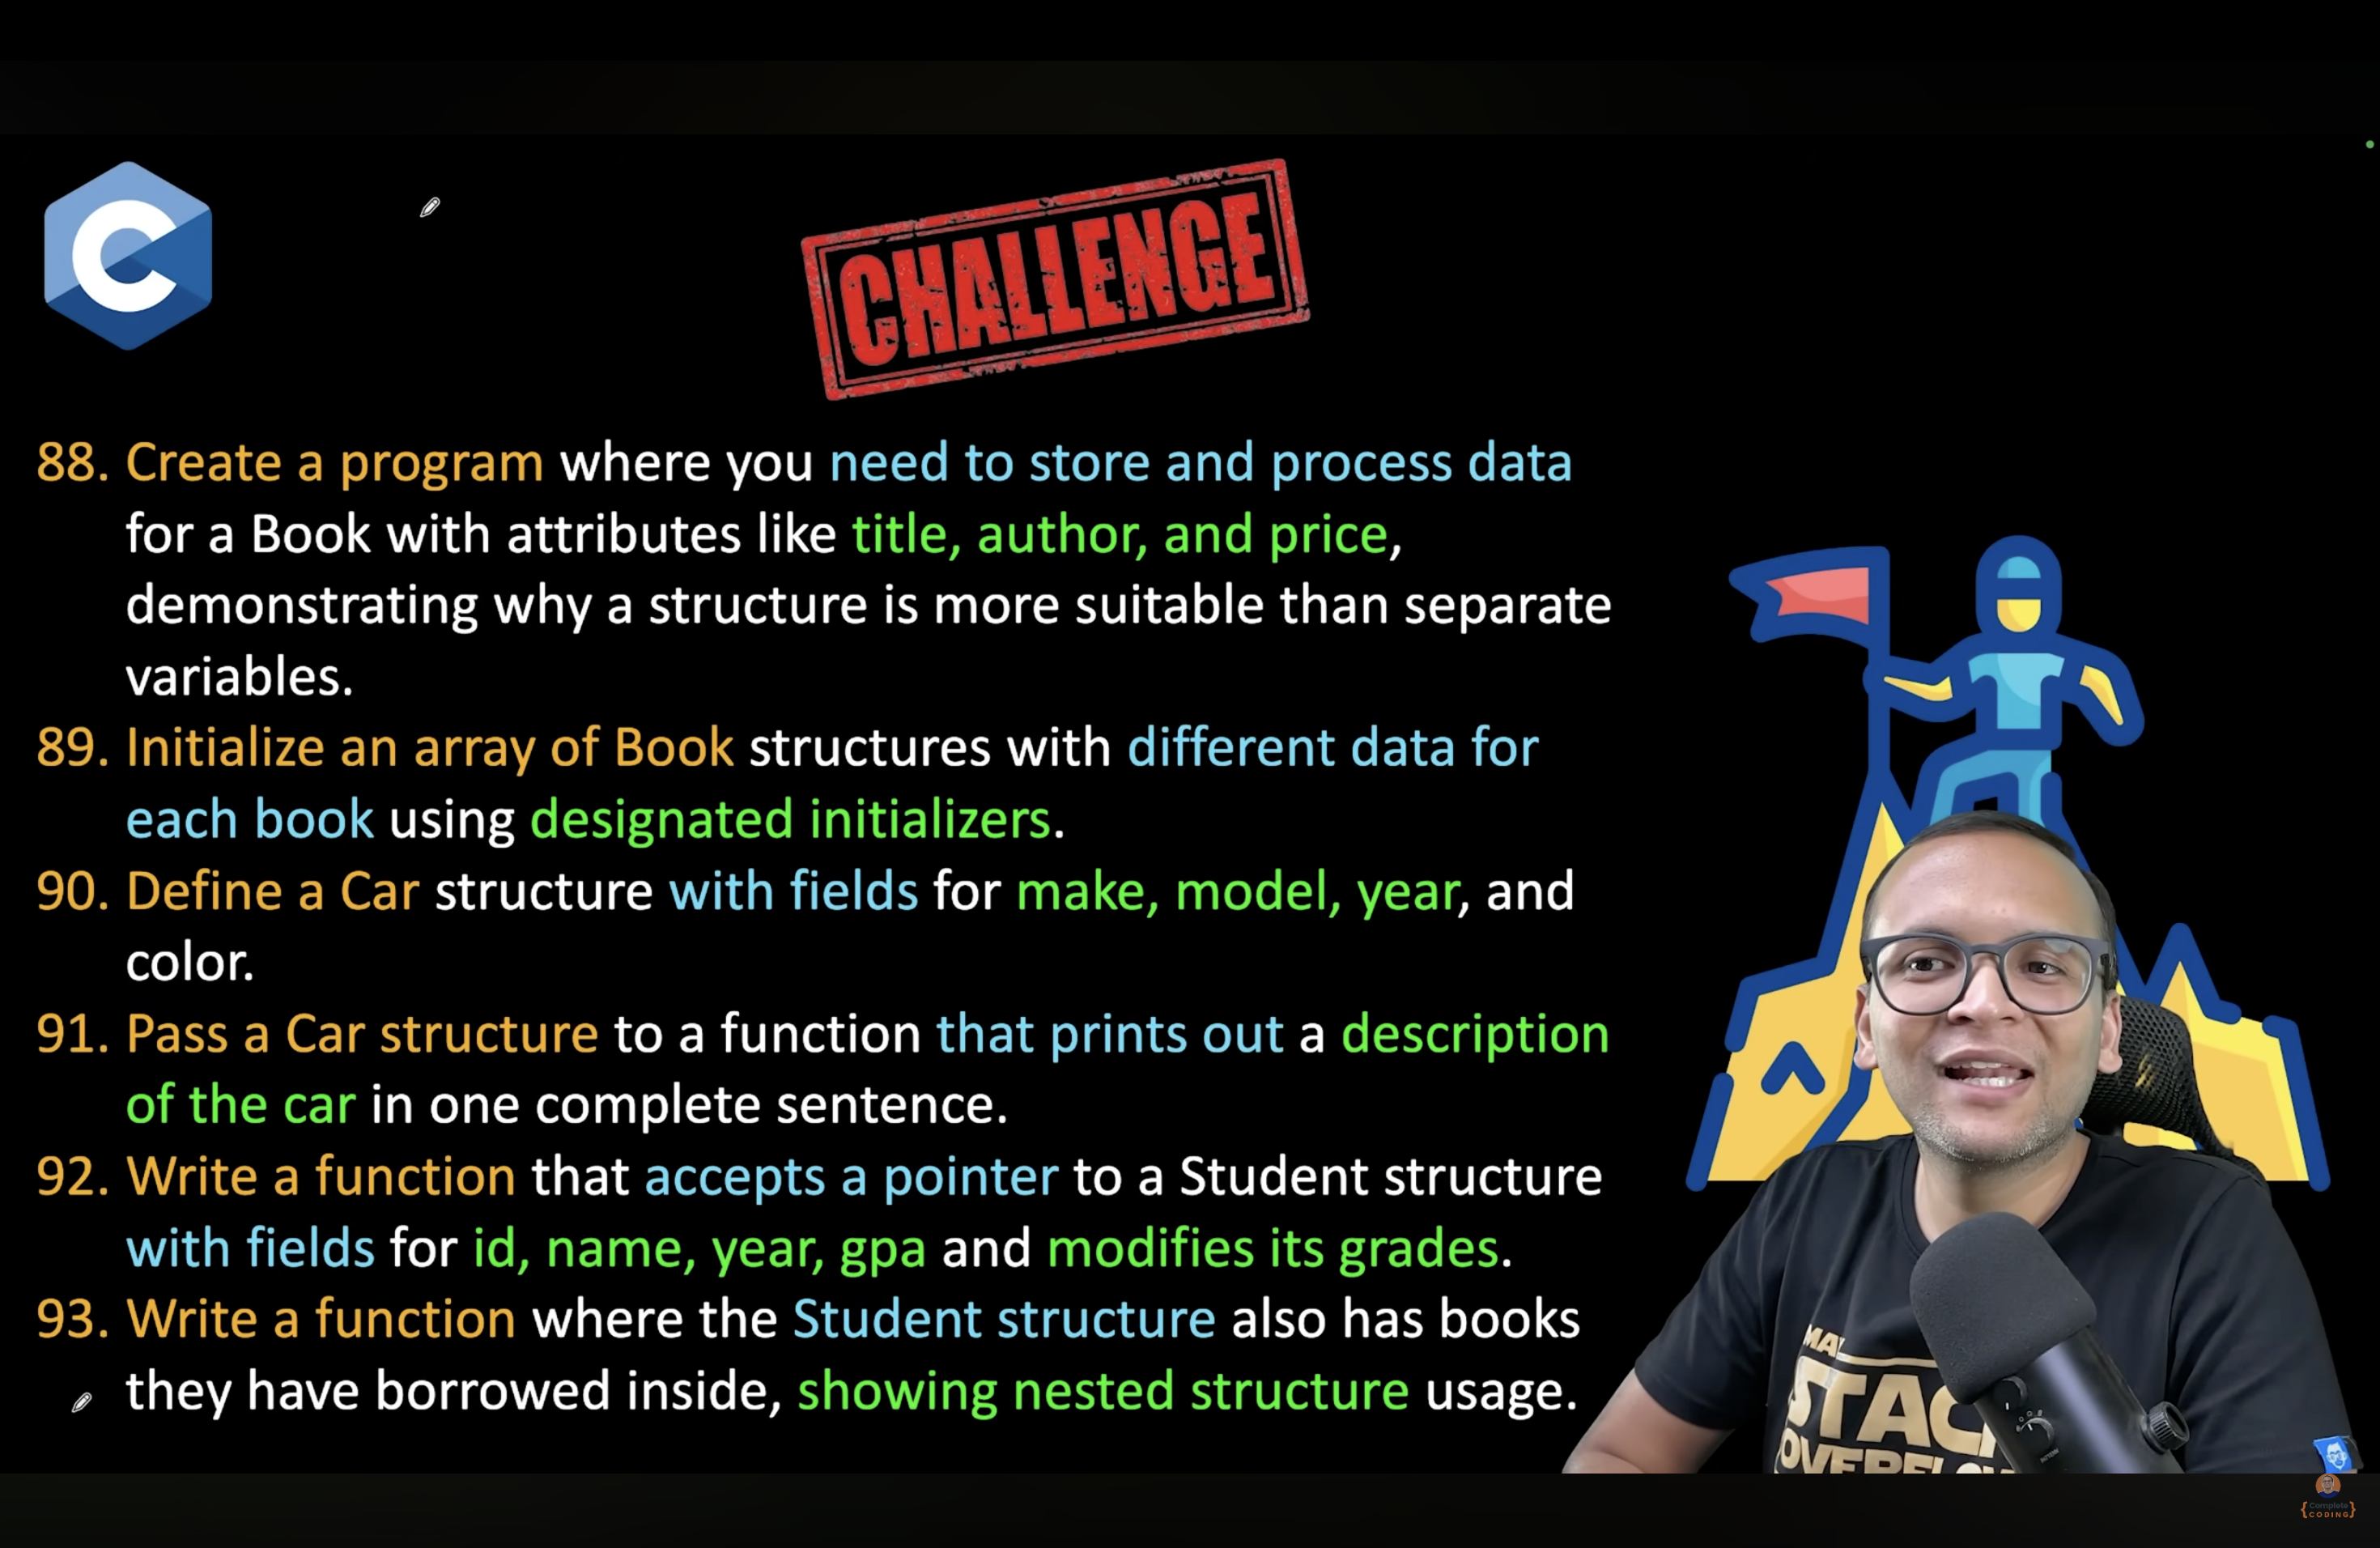 CHALLENGE
88. Create a program where you need to store and process data
for a Book with attributes like title, author, and price,
demonstrating why a structure is more suitable than separate
variables.
89. Initialize an array of Book structures with different data for
each book using designated initializers.
90. Define a Car structure with fields for make, model, year, and
color.
91. Pass a Car structure to a function that prints out a description
of the car in one complete sentence.
92. Write a function that accepts a pointer to a Student structure
with fields for id, name, year, gpa and modifies its grades.
93. Write a function where the Student structure also has books
they have borrowed inside, showing nested structure usage.
MA
STAC
OVERFLO
{Complete}
CODING